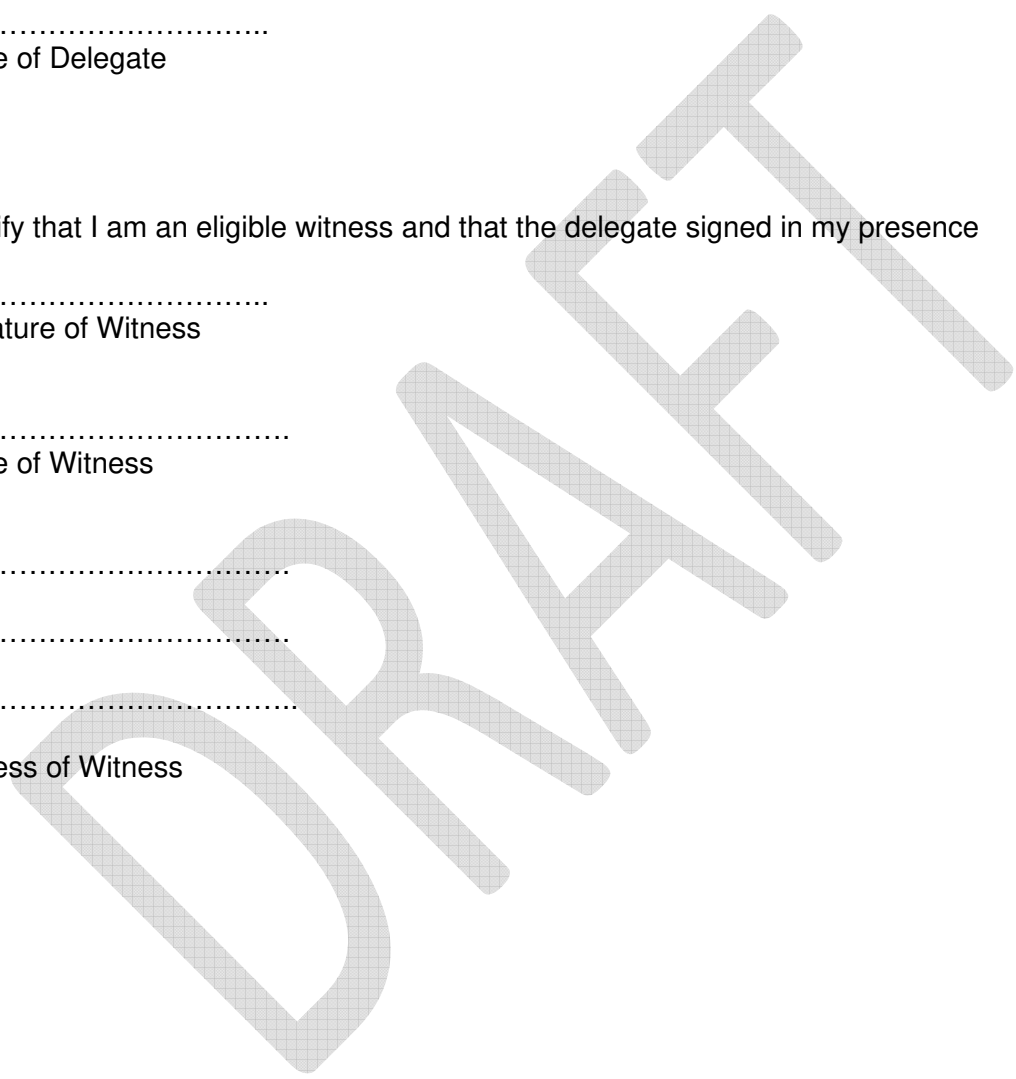 ……………………………..
e of Delegate
ify that I am an eligible witness and that the delegate signed in my presence
……………………………..
ature of Witness
……………………………….
e of Witness
……………………………….
……………………………….
………………………………..
ess of Witness
DRAFT